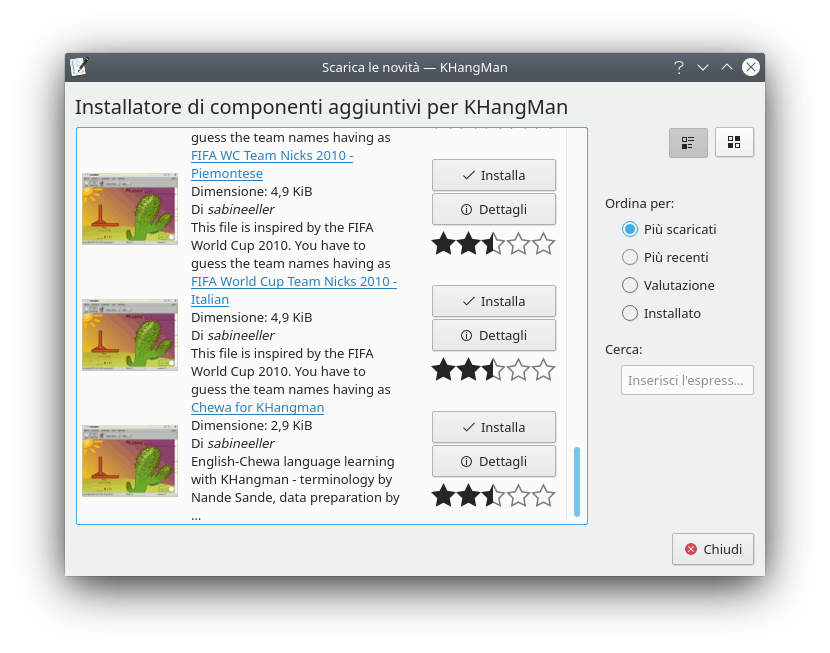 Scarica le novità — KHangMan
Installatore di componenti aggiuntivi per KHangMan
guess the team names having as
FIFA WC Team Nicks 2010 -
Piemontese
Dimensione: 4,9 KiB
Di sabineeller
This file is inspired by the FIFA
World Cup 2010. You have to
guess the team names having as
Installa
Dettagli
FIFA World Cup Team Nicks 2010 -
Italian
Dimensione: 4,9 KiB
Di sabineeller
This file is inspired by the FIFA
World Cup 2010. You have to
guess the team names having as
Installa
Dettagli
Chewa for KHangman
Dimensione: 2,9 KiB
Di sabineeller
English-Chewa language learning
with KHangman - terminology by
Nande Sande, data preparation by
...
Installa
Dettagli
Ordina per:
Più scaricati
Più recenti
Valutazione
Installato
Cerca:
Inserisci l'espress...
Chiudi